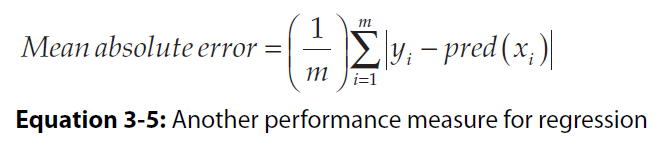 Mean absolute error = (1/m) ∑_{i=1}^{m} |y_i − pred(x_i)|
Equation 3-5: Another performance measure for regression